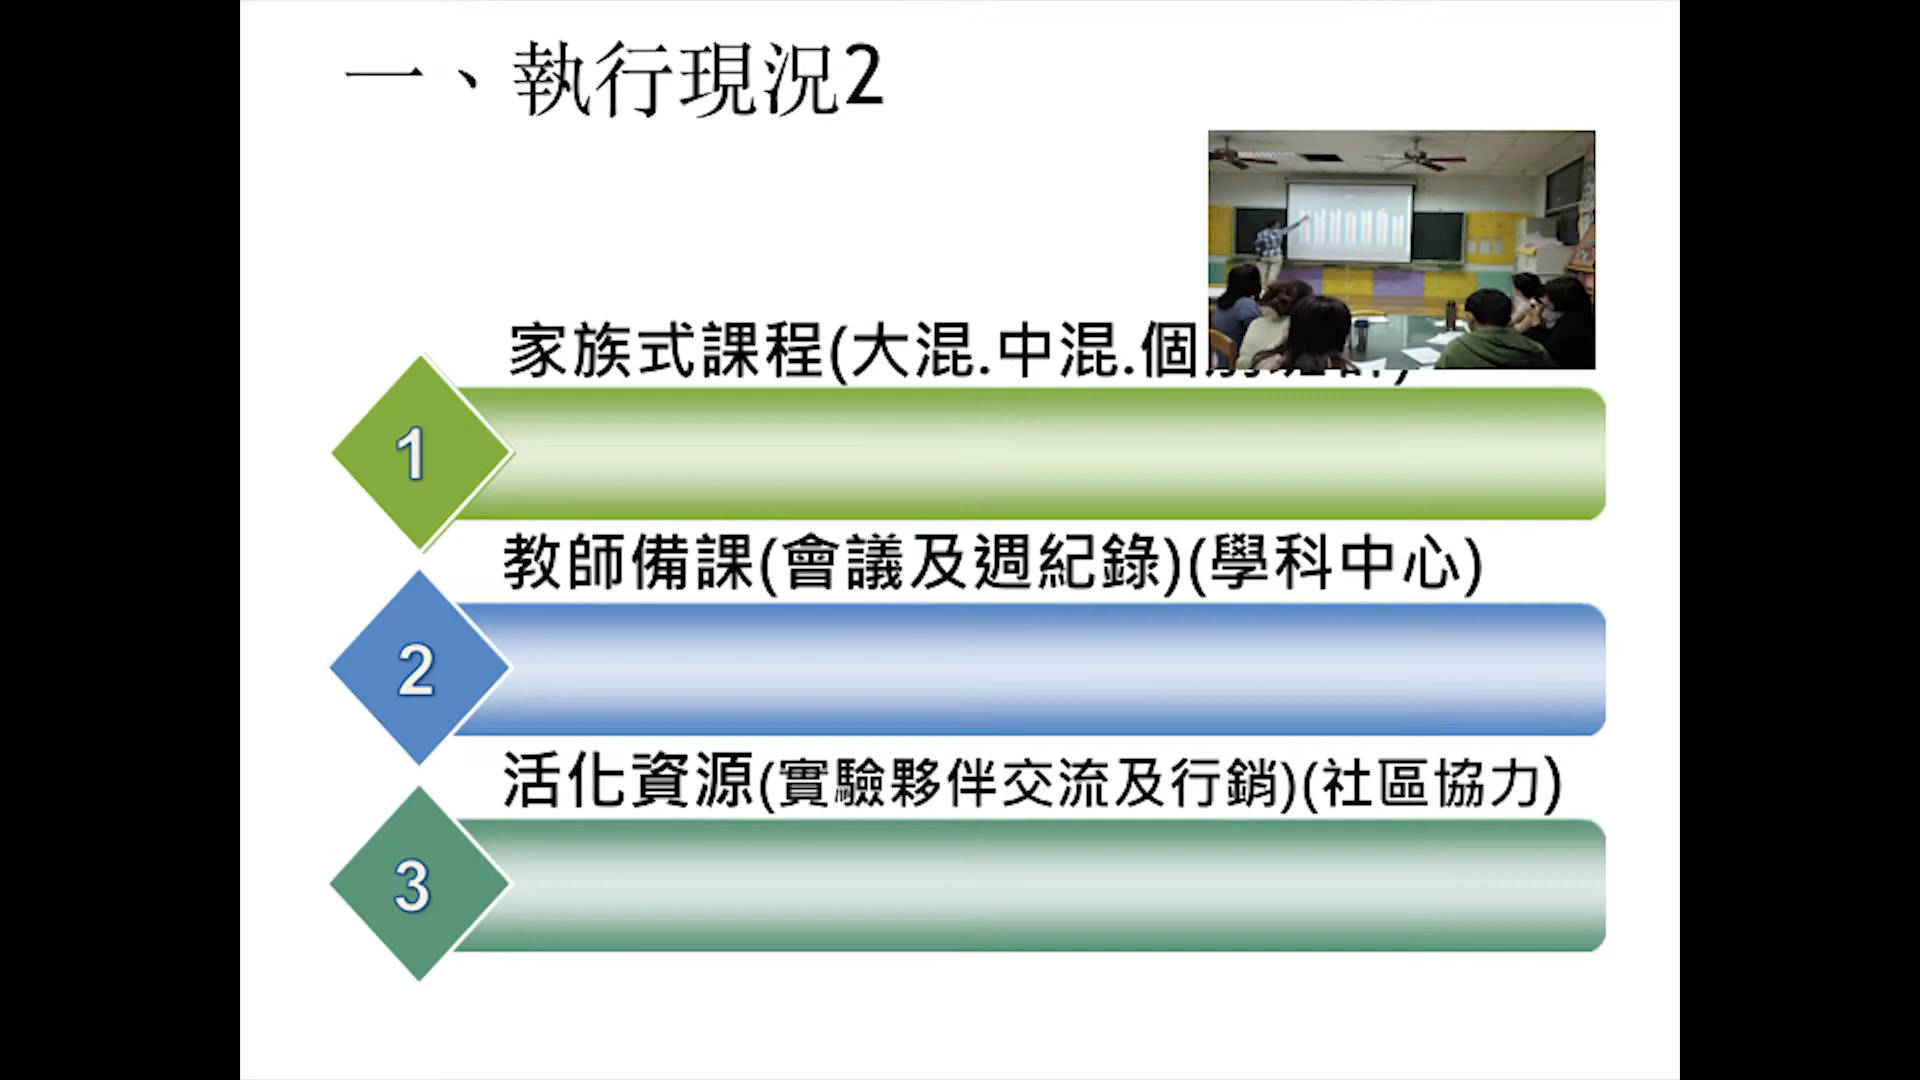 一、執行現況2
家族式課程(大混.中混.個
1
教師備課(會議及週紀錄)(學科中心)
2
活化資源(實驗夥伴交流及行銷)(社區協力)
3